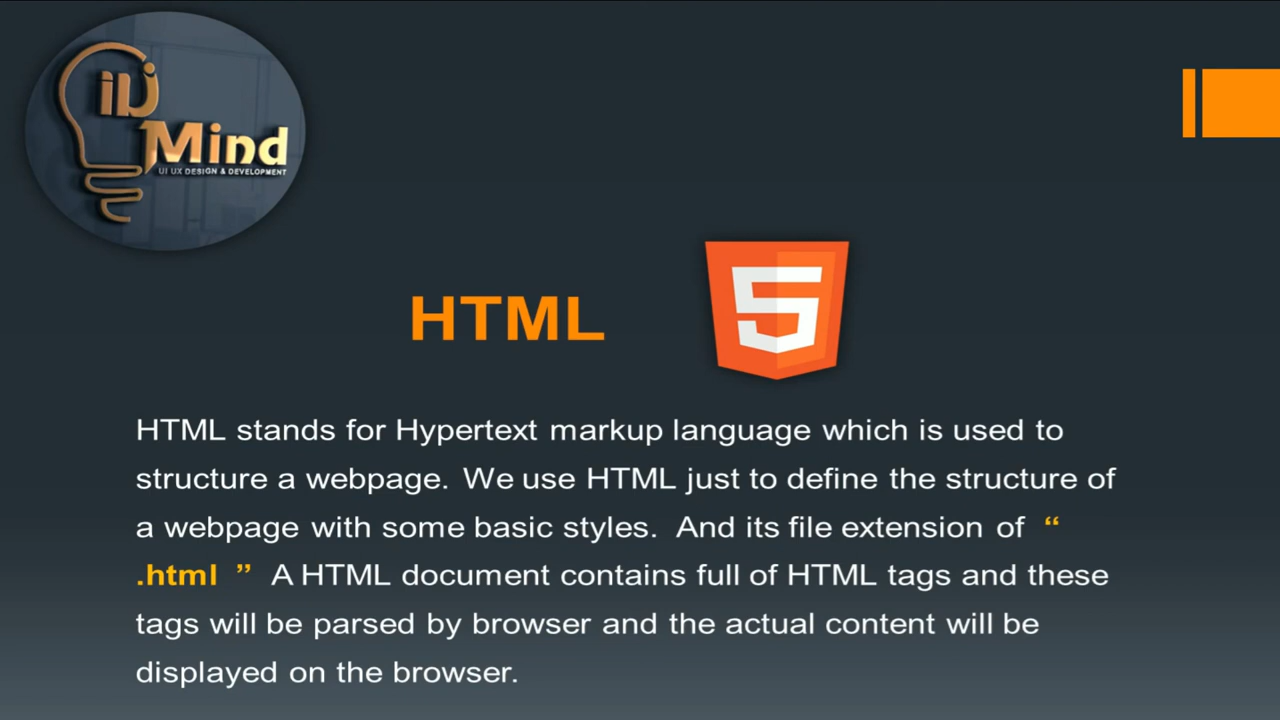 Mind
UI UX DESIGN & DEVELOPMENT
HTML
5
HTML stands for Hypertext markup language which is used to
structure a webpage. We use HTML just to define the structure of
a webpage with some basic styles. And its file extension of “
.html ” A HTML document contains full of HTML tags and these
tags will be parsed by browser and the actual content will be
displayed on the browser.